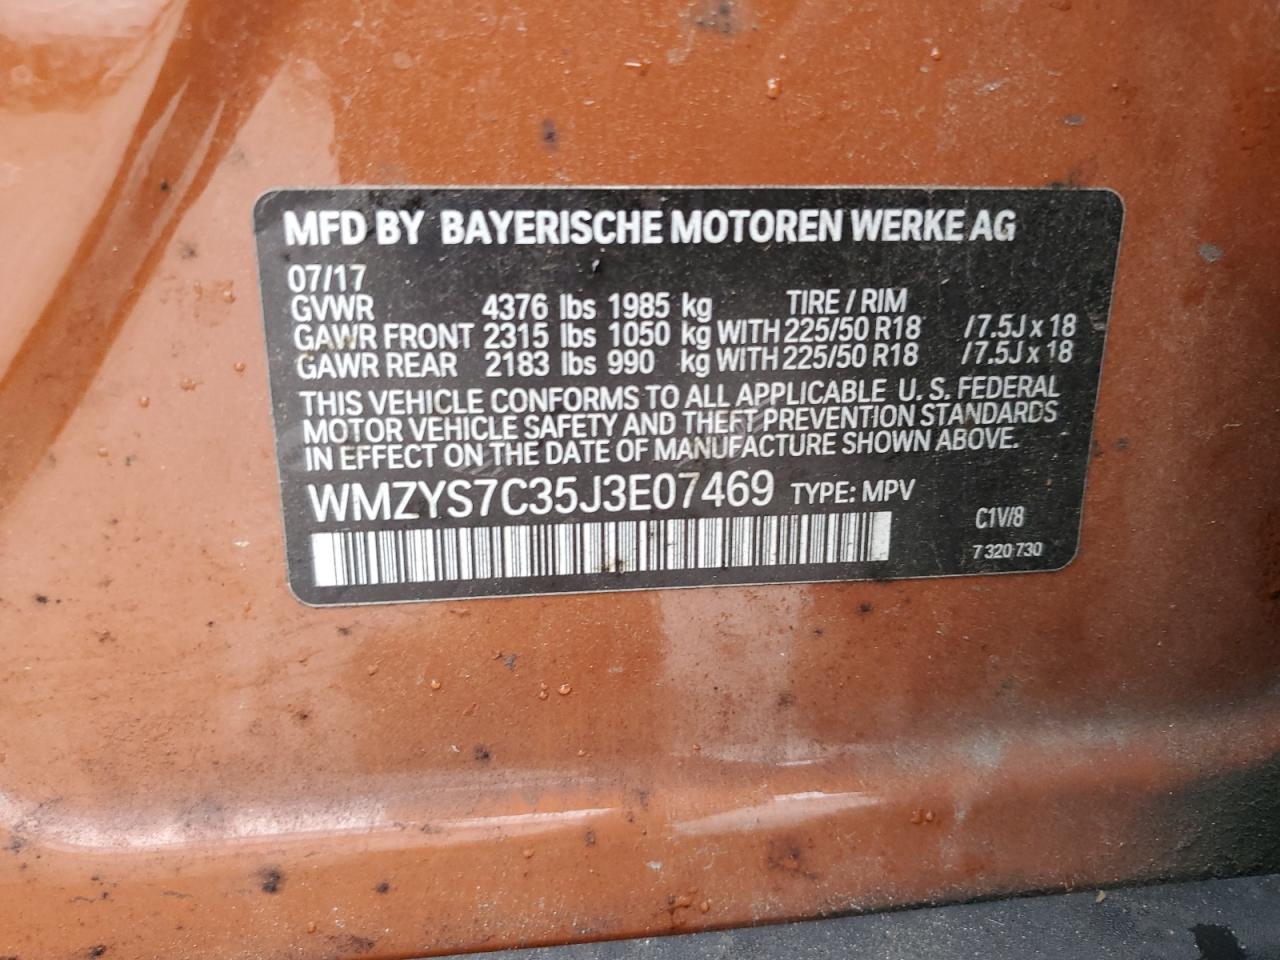 MFD BY BAYERISCHE MOTOREN WERKE AG
07/17
GVWR 4376 lbs 1985 kg TIRE / RIM
GAWR FRONT 2315 lbs 1050 kg WITH 225/50 R18 /7.5J x 18
GAWR REAR 2183 lbs 990 kg WITH 225/50 R18 /7.5J x 18
THIS VEHICLE CONFORMS TO ALL APPLICABLE U. S. FEDERAL
MOTOR VEHICLE SAFETY AND THEFT PREVENTION STANDARDS
IN EFFECT ON THE DATE OF MANUFACTURE SHOWN ABOVE.
WMZYS7C35J3E07469 TYPE: MPV
C1V/8
7 320 730